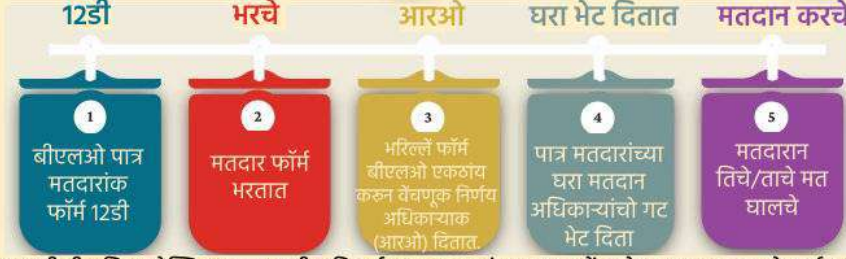 12डी
भरचे
आरओ
घरा भेट दितात
मतदान करचे
1
बीएलओ पात्र
मतदारांक
फॉर्म 12डी
2
मतदार फॉर्म
भरतात
3
भरिल्लें फॉर्म
बीएलओ एकठांय
करून वेंचणूक निर्णय
अधिकाऱ्याक
(आरओ) दितात.
4
पात्र मतदारांच्या
घरा मतदान
अधिकाऱ्यांचो गट
भेट दिता
5
मतदारान
तिचे/ताचे मत
घालचे